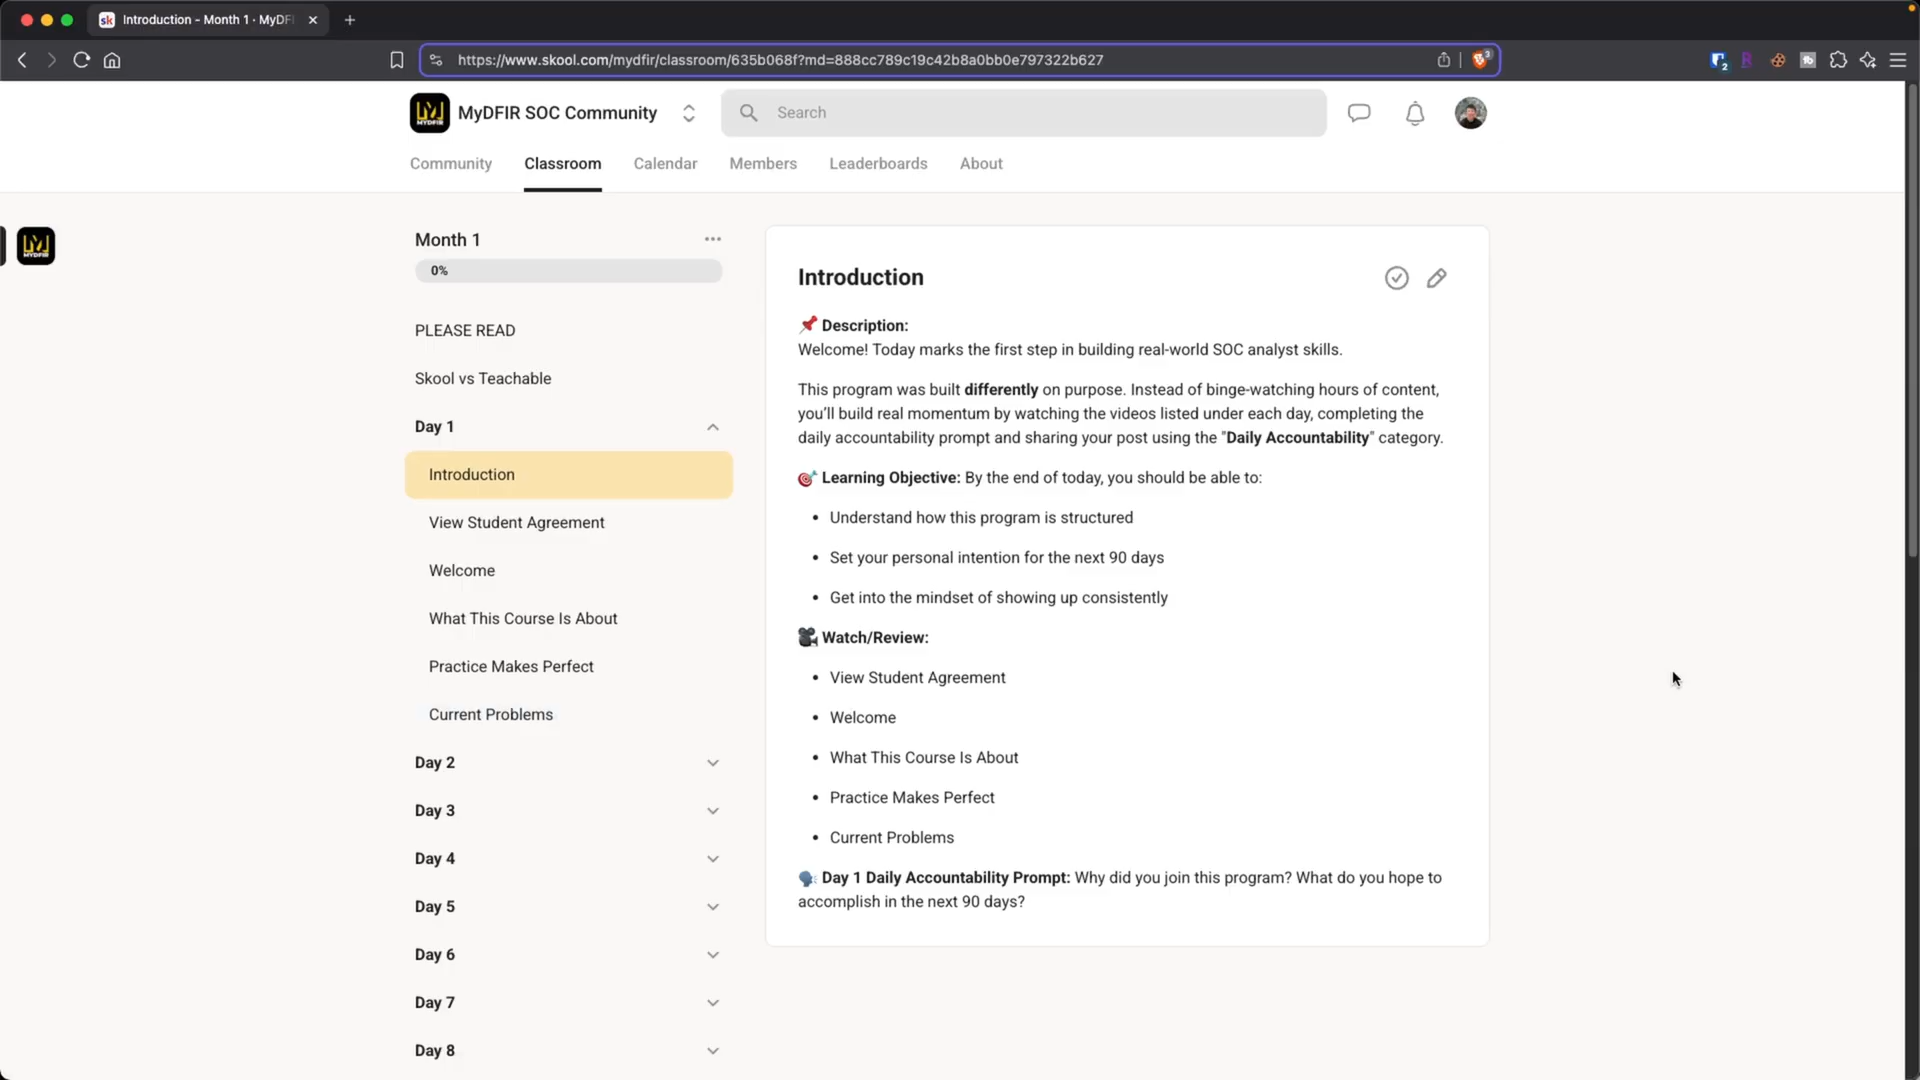 sk Introduction - Month 1 · MyDF
https://www.skool.com/mydfir/classroom/635b068f?md=888cc789c19c42b8a0bb0e797322b627
3
2
MYDFIR
MyDFIR SOC Community
Search
Community Classroom Calendar Members Leaderboards About
MYDFIR
Month 1
0%
PLEASE READ
Skool vs Teachable
Day 1
Introduction
View Student Agreement
Welcome
What This Course Is About
Practice Makes Perfect
Current Problems
Day 2
Day 3
Day 4
Day 5
Day 6
Day 7
Day 8
Introduction
📌 Description:
Welcome! Today marks the first step in building real-world SOC analyst skills.
This program was built differently on purpose. Instead of binge-watching hours of content,
you’ll build real momentum by watching the videos listed under each day, completing the
daily accountability prompt and sharing your post using the "Daily Accountability" category.
🎯 Learning Objective: By the end of today, you should be able to:
• Understand how this program is structured
• Set your personal intention for the next 90 days
• Get into the mindset of showing up consistently
🎥 Watch/Review:
• View Student Agreement
• Welcome
• What This Course Is About
• Practice Makes Perfect
• Current Problems
🗣️ Day 1 Daily Accountability Prompt: Why did you join this program? What do you hope to
accomplish in the next 90 days?